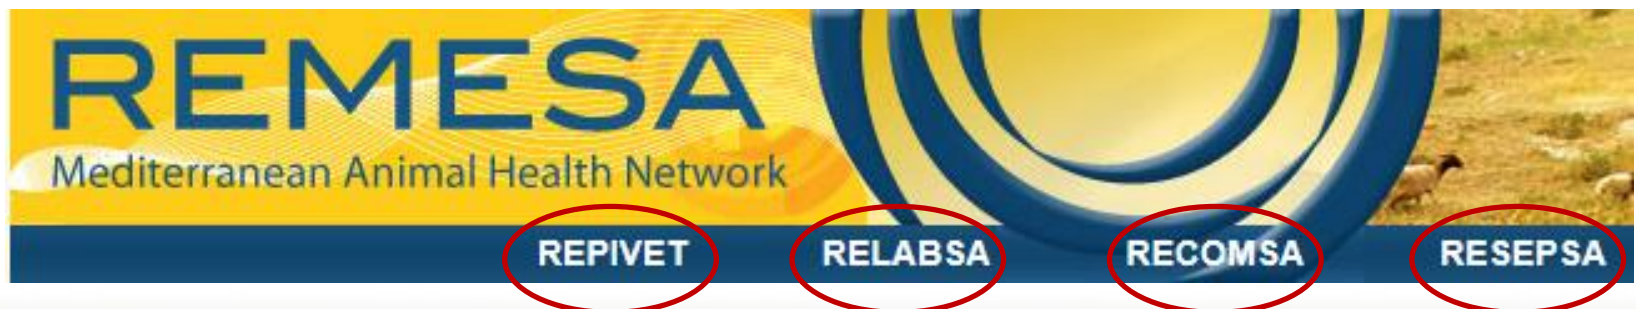 REMESA
Mediterranean Animal Health Network
REPIVET RELABSA RECOMSA RESEPSA